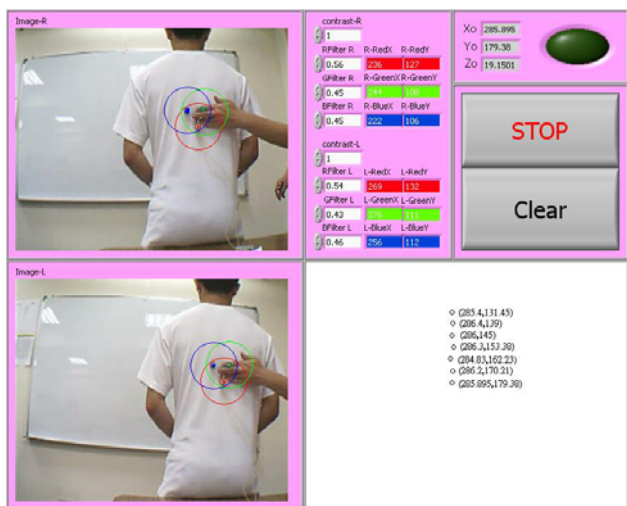 Image-R
contrast-R
1
RFilter R R-RedX R-RedY
0.56 236 127
GFilter R R-GreenX R-GreenY
0.45 244 108
BFilter R R-BlueX R-BlueY
0.45 222 106
contrast-L
1
RFilter L L-RedX L-RedY
0.54 269 132
GFilter L L-GreenX L-GreenY
0.43 276 111
BFilter L L-BlueX L-BlueY
0.46 256 112
Xo 285.895
Yo 179.38
Zo 19.1501
STOP
Clear
Image-L
(285.4,131.45)
(286.4,139)
(286,145)
(286.3,153.38)
(284.83,162.23)
(286.2,170.21)
(285.895,179.38)